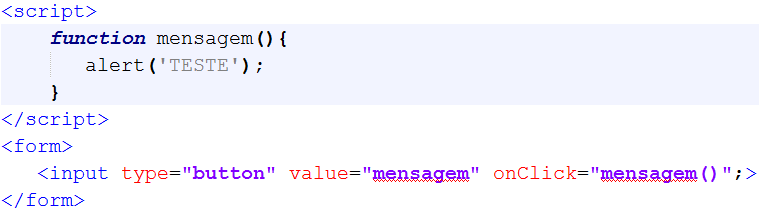 <script>
function mensagem(){
alert('TESTE');
}
</script>
<form>
<input type="button" value="mensagem" onClick="mensagem()";>
</form>